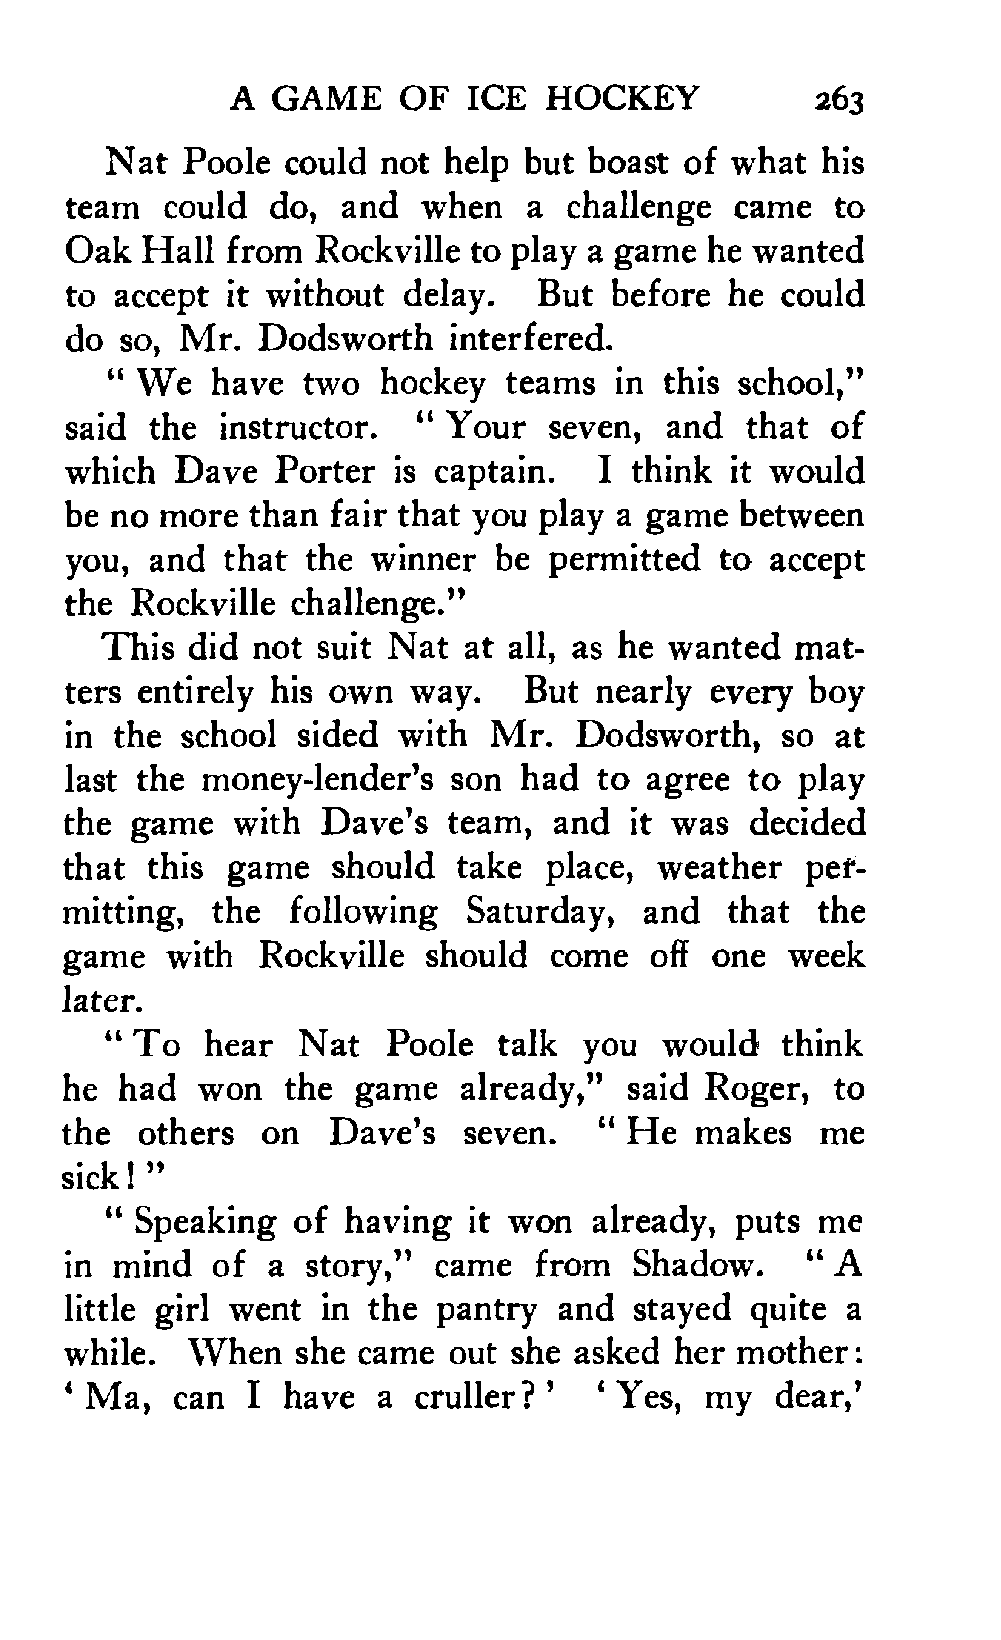 A GAME OF ICE HOCKEY 263
Nat Poole could not help but boast of what his
team could do, and when a challenge came to
Oak Hall from Rockville to play a game he wanted
to accept it without delay. But before he could
do so, Mr. Dodsworth interfered.
" We have two hockey teams in this school,"
said the instructor. " Your seven, and that of
which Dave Porter is captain. I think it would
be no more than fair that you play a game between
you, and that the winner be permitted to accept
the Rockville challenge."
This did not suit Nat at all, as he wanted mat-
ters entirely his own way. But nearly every boy
in the school sided with Mr. Dodsworth, so at
last the money-lender's son had to agree to play
the game with Dave's team, and it was decided
that this game should take place, weather per-
mitting, the following Saturday, and that the
game with Rockville should come off one week
later.
" To hear Nat Poole talk you would think
he had won the game already," said Roger, to
the others on Dave's seven. " He makes me
sick! "
" Speaking of having it won already, puts me
in mind of a story," came from Shadow. " A
little girl went in the pantry and stayed quite a
while. When she came out she asked her mother:
' Ma, can I have a cruller? ' ' Yes, my dear,'